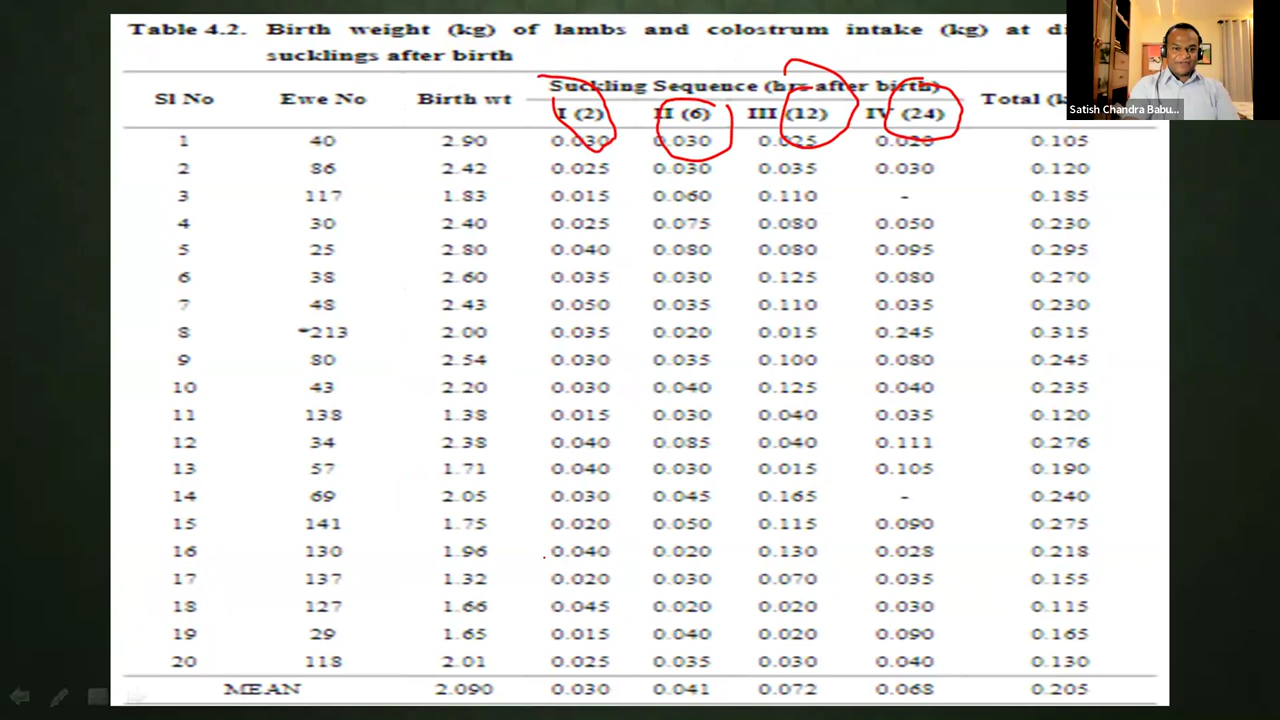 Table 4.2. Birth weight (kg) of lambs and colostrum intake (kg) at
sucklings after birth
Suckling Sequence (hrs after birth)
Sl No Ewe No Birth wt I (2) II (6) III (12) IV (24) Total
1 40 2.90 0.030 0.030 0.025 0.020 0.105
2 86 2.42 0.025 0.030 0.035 0.030 0.120
3 117 1.83 0.015 0.060 0.110 - 0.185
4 30 2.40 0.025 0.075 0.080 0.050 0.230
5 25 2.80 0.040 0.080 0.080 0.095 0.295
6 38 2.60 0.035 0.030 0.125 0.080 0.270
7 48 2.43 0.050 0.035 0.110 0.035 0.230
8 *213 2.00 0.035 0.020 0.015 0.245 0.315
9 80 2.54 0.030 0.035 0.100 0.080 0.245
10 43 2.20 0.030 0.040 0.125 0.040 0.235
11 138 1.38 0.015 0.030 0.040 0.035 0.120
12 34 2.38 0.040 0.085 0.040 0.111 0.276
13 57 1.71 0.040 0.030 0.015 0.105 0.190
14 69 2.05 0.030 0.045 0.165 - 0.240
15 141 1.75 0.020 0.050 0.115 0.090 0.275
16 130 1.96 0.040 0.020 0.130 0.028 0.218
17 137 1.32 0.020 0.030 0.070 0.035 0.155
18 127 1.66 0.045 0.020 0.020 0.030 0.115
19 29 1.65 0.015 0.040 0.020 0.090 0.165
20 118 2.01 0.025 0.035 0.030 0.040 0.130
MEAN 2.090 0.030 0.041 0.072 0.068 0.205
Satish Chandra Babu...